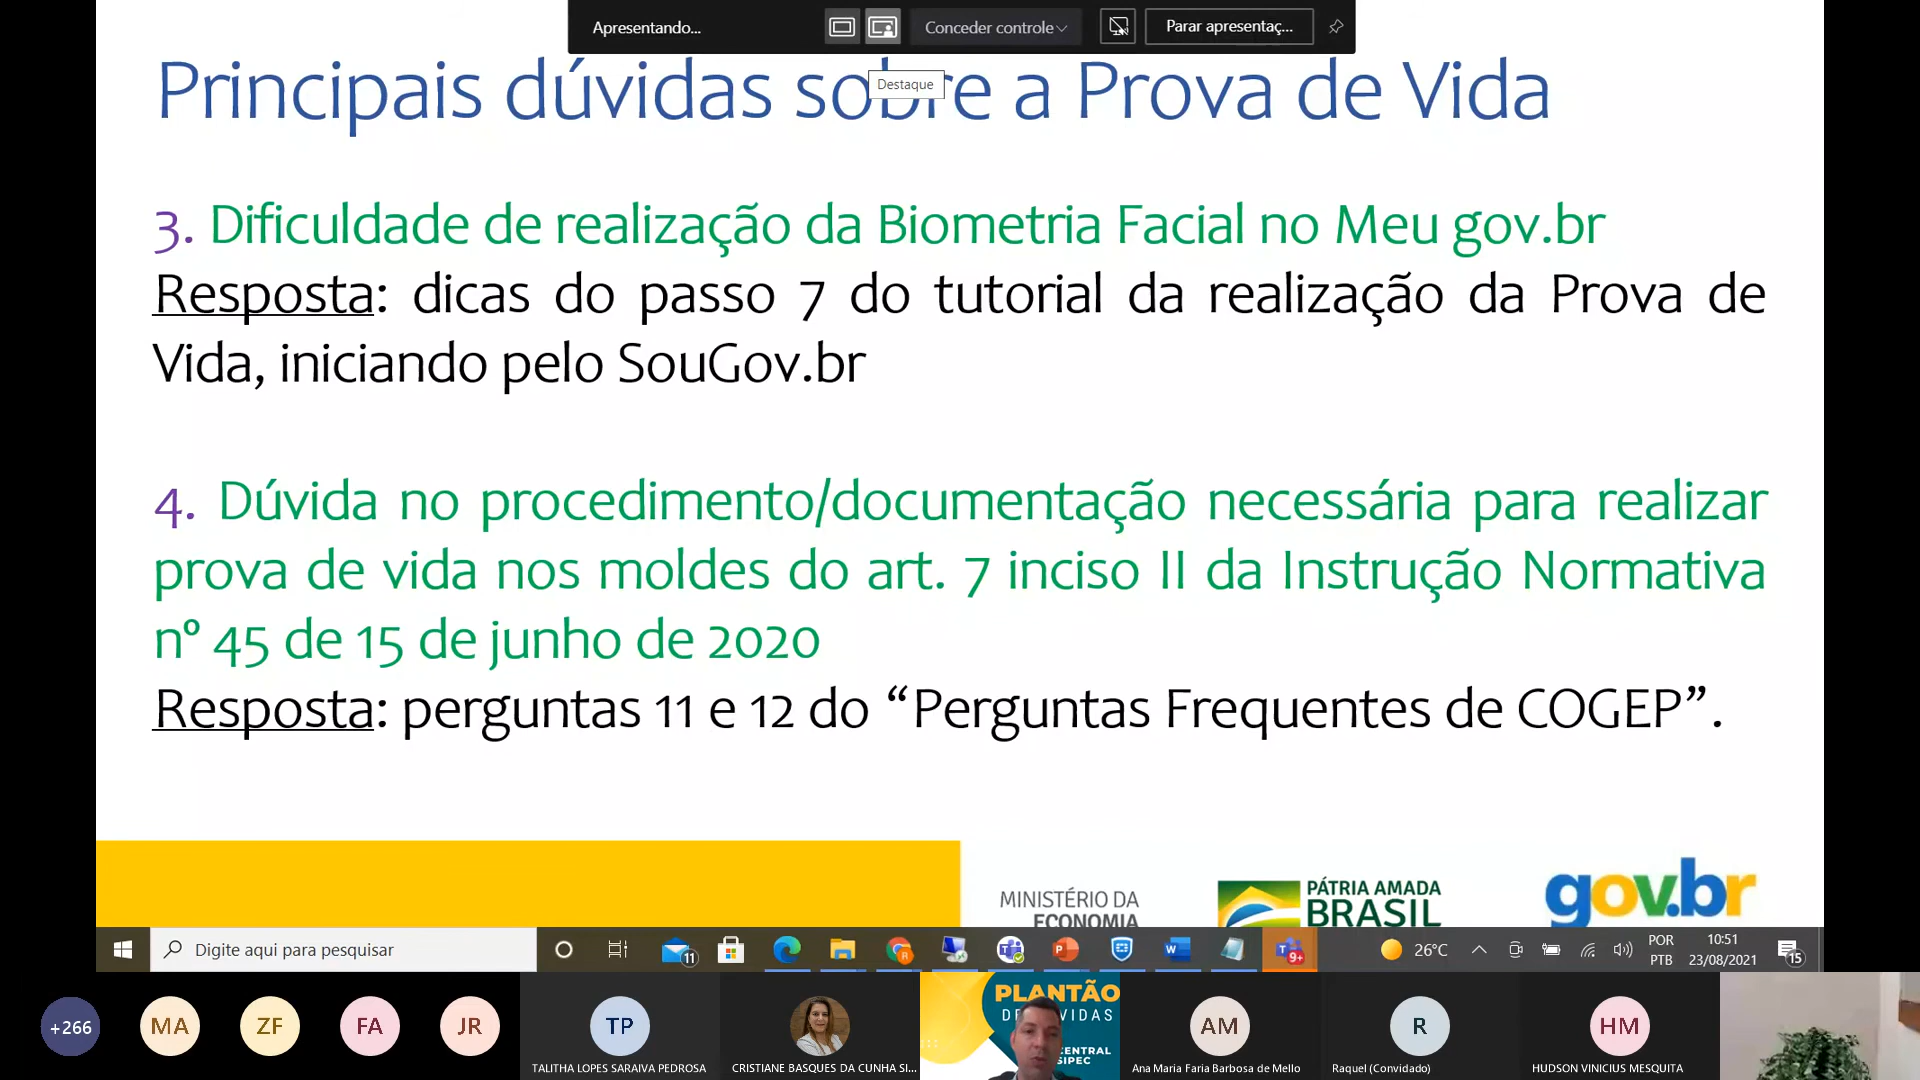 Apresentando...
Conceder controle
Parar apresentaç...
Destaque
Principais dúvidas sobre a Prova de Vida
3. Dificuldade de realização da Biometria Facial no Meu gov.br
Resposta: dicas do passo 7 do tutorial da realização da Prova de
Vida, iniciando pelo SouGov.br
4. Dúvida no procedimento/documentação necessária para realizar
prova de vida nos moldes do art. 7 inciso II da Instrução Normativa
nº 45 de 15 de junho de 2020
Resposta: perguntas 11 e 12 do “Perguntas Frequentes de COGEP”.
MINISTÉRIO DA
ECONOMIA
PÁTRIA AMADA
BRASIL
gov.br
Digite aqui para pesquisar
11
9+
26°C
POR
PTB
10:51
23/08/2021
15
+266
MA
ZF
FA
JR
TP
TALITHA LOPES SARAIVA PEDROSA
CRISTIANE BASQUES DA CUNHA SI...
PLANTÃO
CENTRAL
SIPEC
AM
Ana Maria Faria Barbosa de Mello
R
Raquel (Convidado)
HM
HUDSON VINICIUS MESQUITA